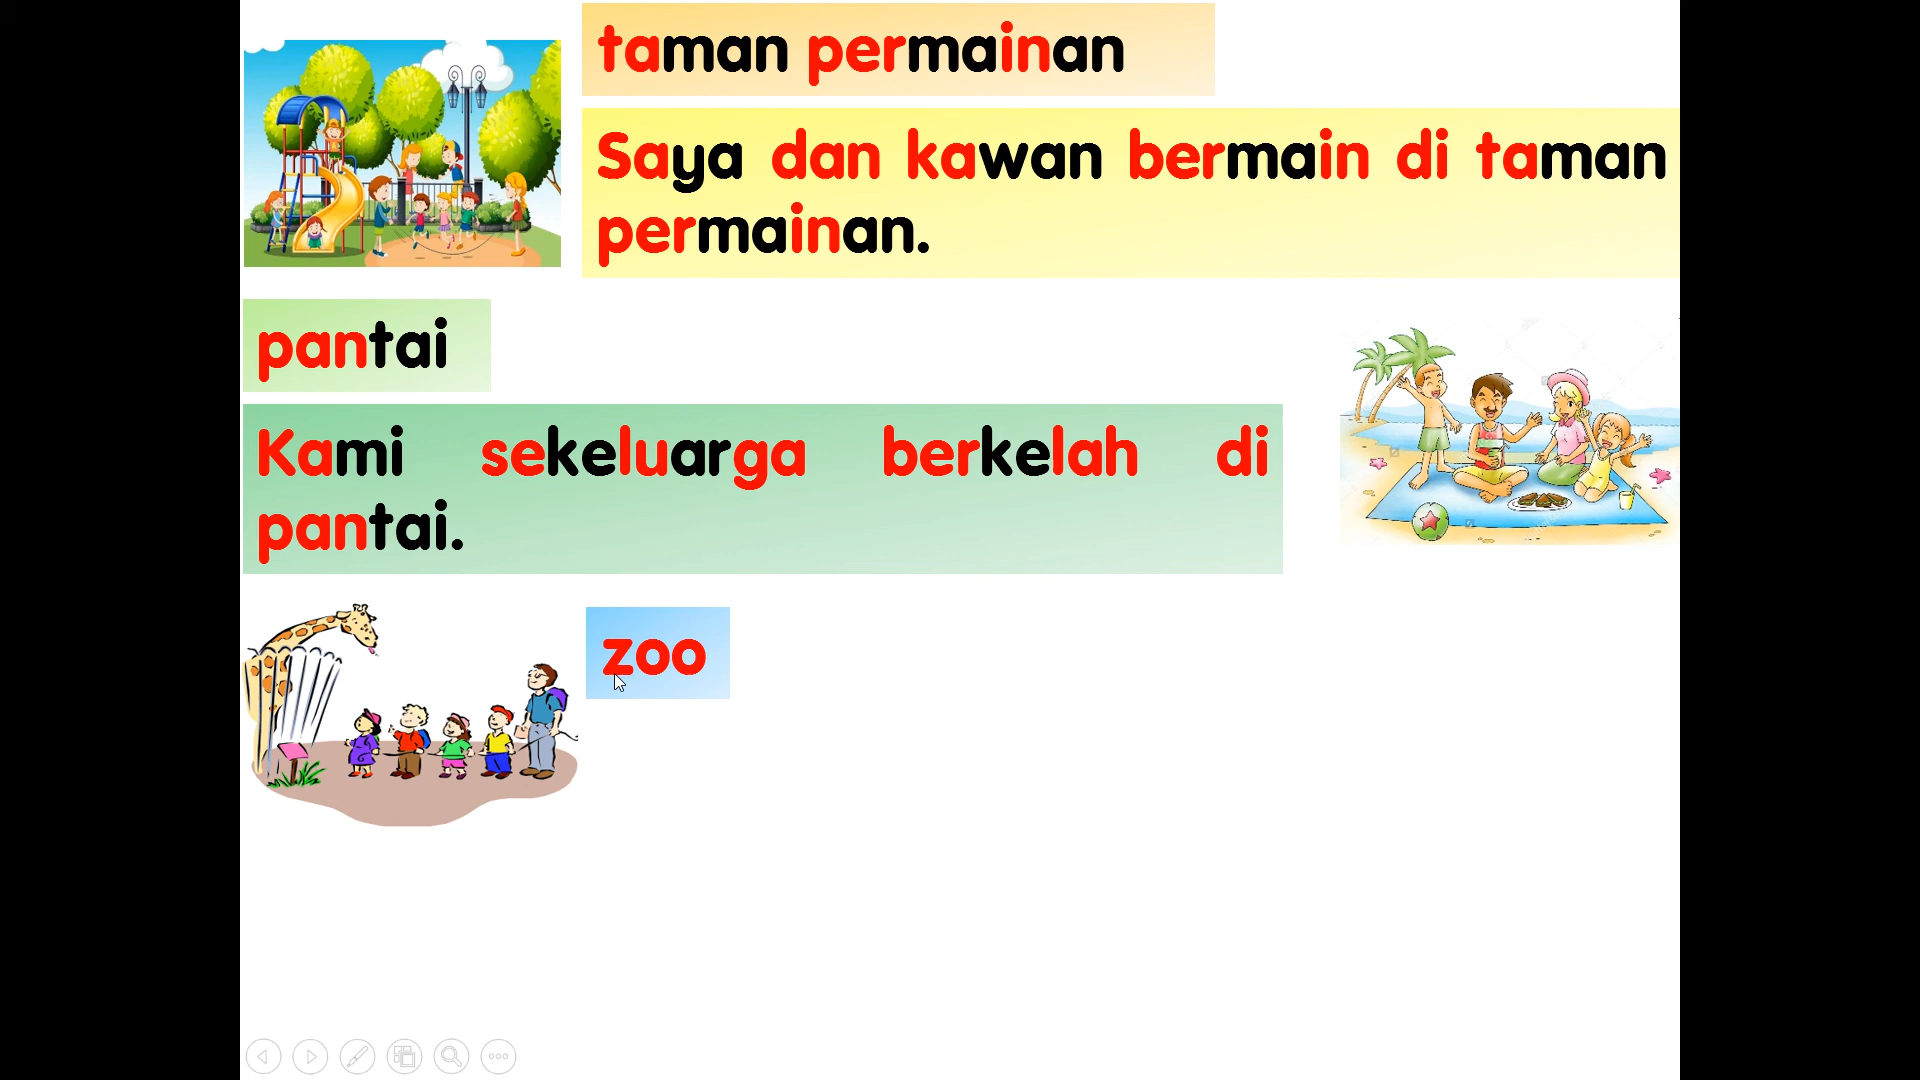 taman permainan
Saya dan kawan bermain di taman
permainan.
pantai
Kami sekeluarga berkelah di
pantai.
zoo